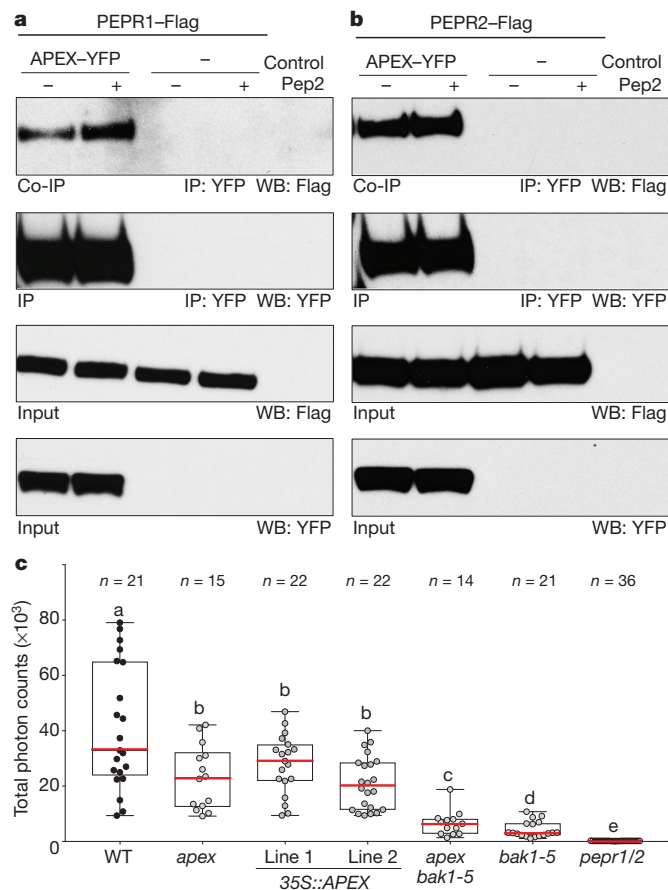 a
PEPR1–Flag
APEX–YFP – Control
– + – + Pep2
Co-IP IP: YFP WB: Flag
IP IP: YFP WB: YFP
Input WB: Flag
Input WB: YFP
b
PEPR2–Flag
APEX–YFP – Control
– + – + Pep2
Co-IP IP: YFP WB: Flag
IP IP: YFP WB: YFP
Input WB: Flag
Input WB: YFP
c
n = 21 n = 15 n = 22 n = 22 n = 14 n = 21 n = 36
Total photon counts (×10³)
80
60
40
20
0
a b b b c d e
WT apex Line 1 Line 2 apex bak1-5 pepr1/2
35S::APEX bak1-5